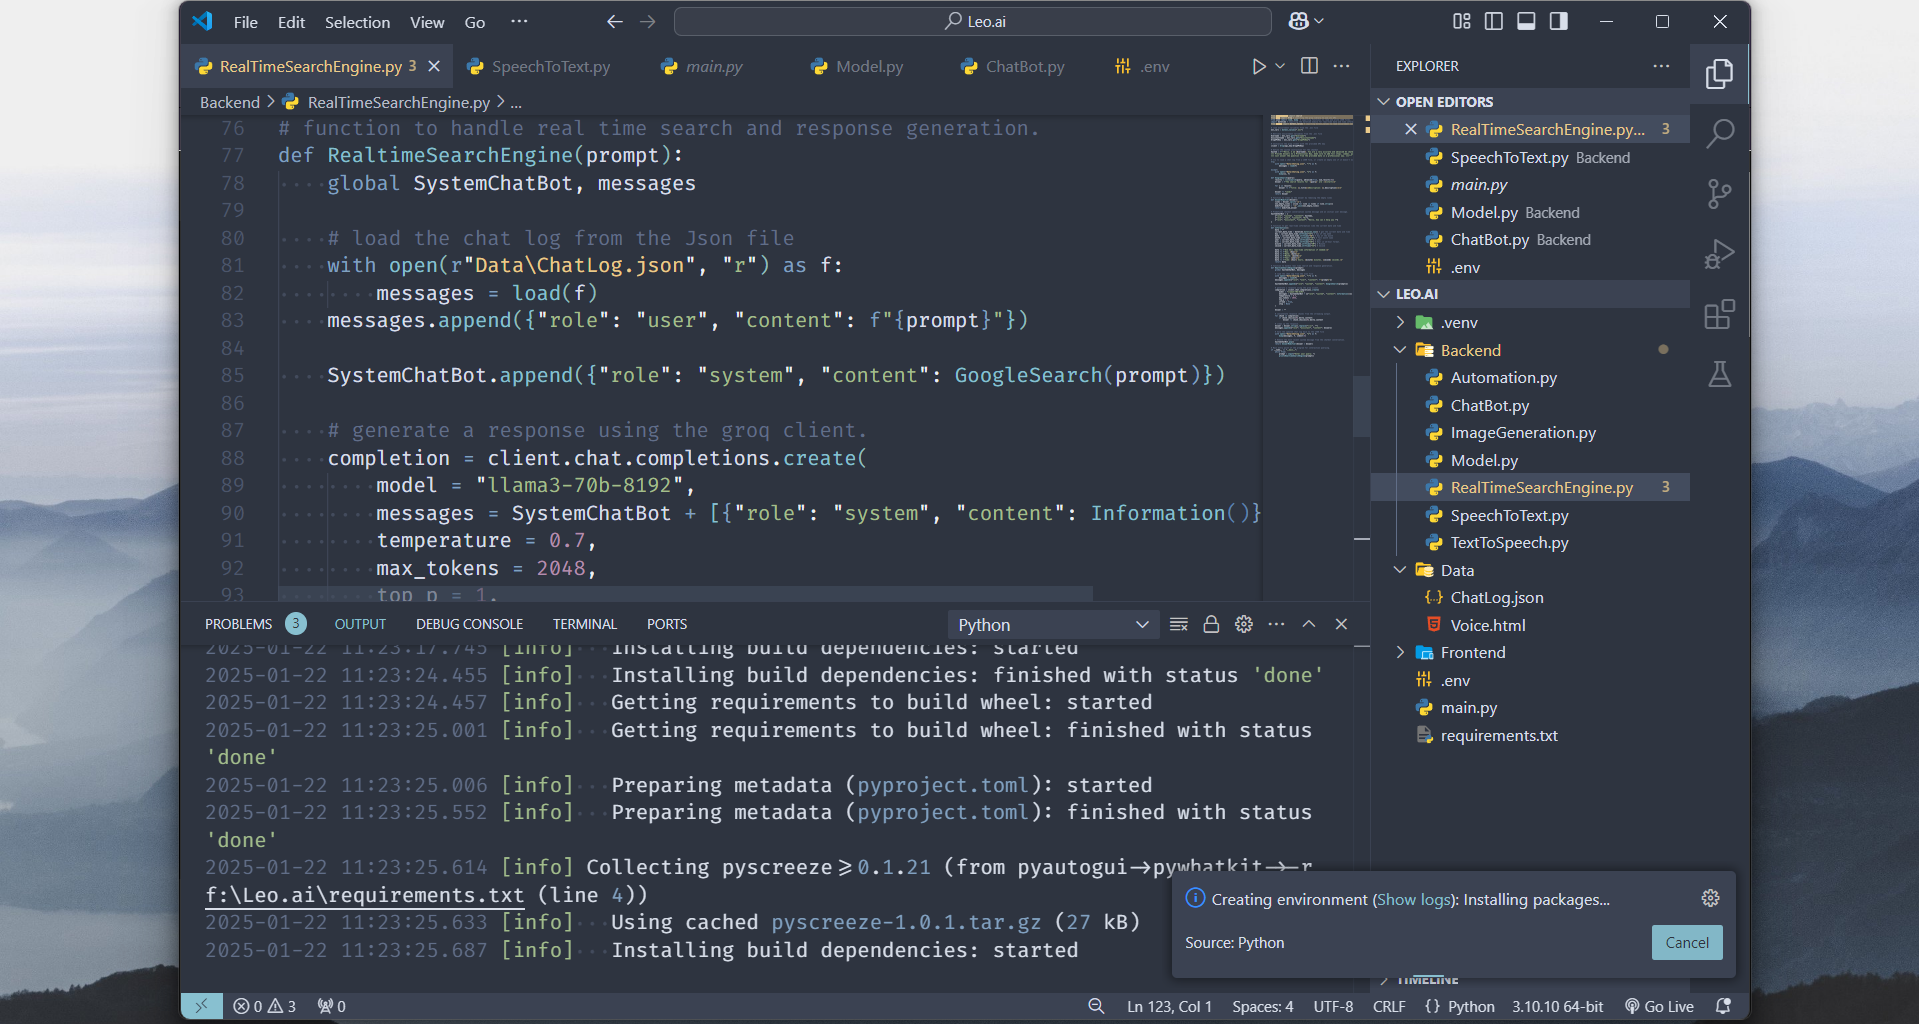 File Edit Selection View Go ···
Leo.ai
RealTimeSearchEngine.py 3
SpeechToText.py
main.py
Model.py
ChatBot.py
.env
Backend > RealTimeSearchEngine.py > ...
76 # function to handle real time search and response generation.
77 def RealtimeSearchEngine(prompt):
78 global SystemChatBot, messages
79
80 # load the chat log from the Json file
81 with open(r"Data\ChatLog.json", "r") as f:
82 messages = load(f)
83 messages.append({"role": "user", "content": f"{prompt}"})
84
85 SystemChatBot.append({"role": "system", "content": GoogleSearch(prompt)})
86
87 # generate a response using the groq client.
88 completion = client.chat.completions.create(
89 model = "llama3-70b-8192",
90 messages = SystemChatBot + [{"role": "system", "content": Information()}
91 temperature = 0.7,
92 max_tokens = 2048,
93 top_p = 1,
PROBLEMS 3 OUTPUT DEBUG CONSOLE TERMINAL PORTS
Python
2025-01-22 11:23:17.745 [info] Installing build dependencies: started
2025-01-22 11:23:24.455 [info] Installing build dependencies: finished with status 'done'
2025-01-22 11:23:24.457 [info] Getting requirements to build wheel: started
2025-01-22 11:23:25.001 [info] Getting requirements to build wheel: finished with status
'done'
2025-01-22 11:23:25.006 [info] Preparing metadata (pyproject.toml): started
2025-01-22 11:23:25.552 [info] Preparing metadata (pyproject.toml): finished with status
'done'
2025-01-22 11:23:25.614 [info] Collecting pyscreeze>=0.1.21 (from pyautogui->pywhatkit->-r
f:\Leo.ai\requirements.txt (line 4))
2025-01-22 11:23:25.633 [info] Using cached pyscreeze-1.0.1.tar.gz (27 kB)
2025-01-22 11:23:25.687 [info] Installing build dependencies: started
EXPLORER
OPEN EDITORS
RealTimeSearchEngine.py... 3
SpeechToText.py Backend
main.py
Model.py Backend
ChatBot.py Backend
.env
LEO.AI
.venv
Backend
Automation.py
ChatBot.py
ImageGeneration.py
Model.py
RealTimeSearchEngine.py 3
SpeechToText.py
TextToSpeech.py
Data
ChatLog.json
Voice.html
Frontend
.env
main.py
requirements.txt
Creating environment (Show logs): Installing packages...
Source: Python
Cancel
TIMELINE
0 3 0
Ln 123, Col 1 Spaces: 4 UTF-8 CRLF {} Python 3.10.10 64-bit Go Live